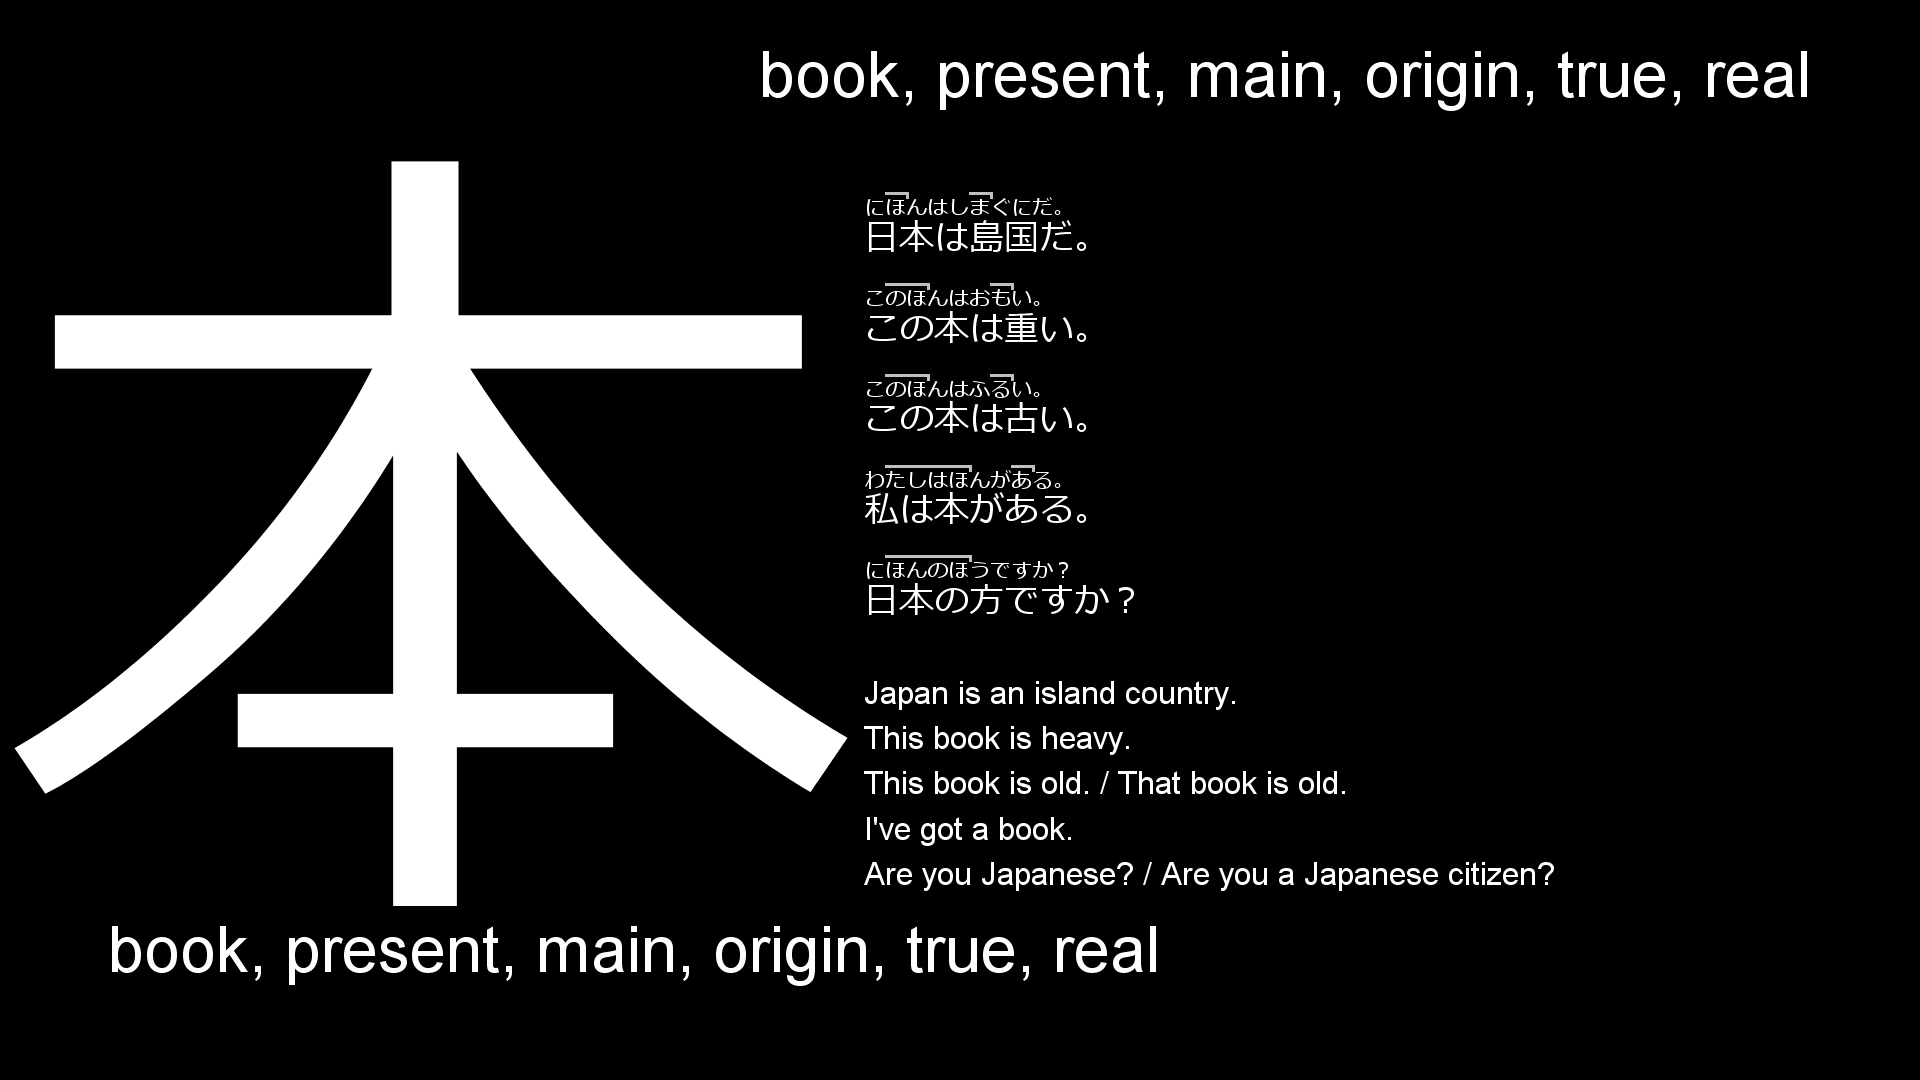 book, present, main, origin, true, real
本
にほんはしまぐにだ。
日本は島国だ。
このほんはおもい。
この本は重い。
このほんはふるい。
この本は古い。
わたしはほんがある。
私は本がある。
にほんのほうですか？
日本の方ですか？
Japan is an island country.
This book is heavy.
This book is old. / That book is old.
I've got a book.
Are you Japanese? / Are you a Japanese citizen?
book, present, main, origin, true, real